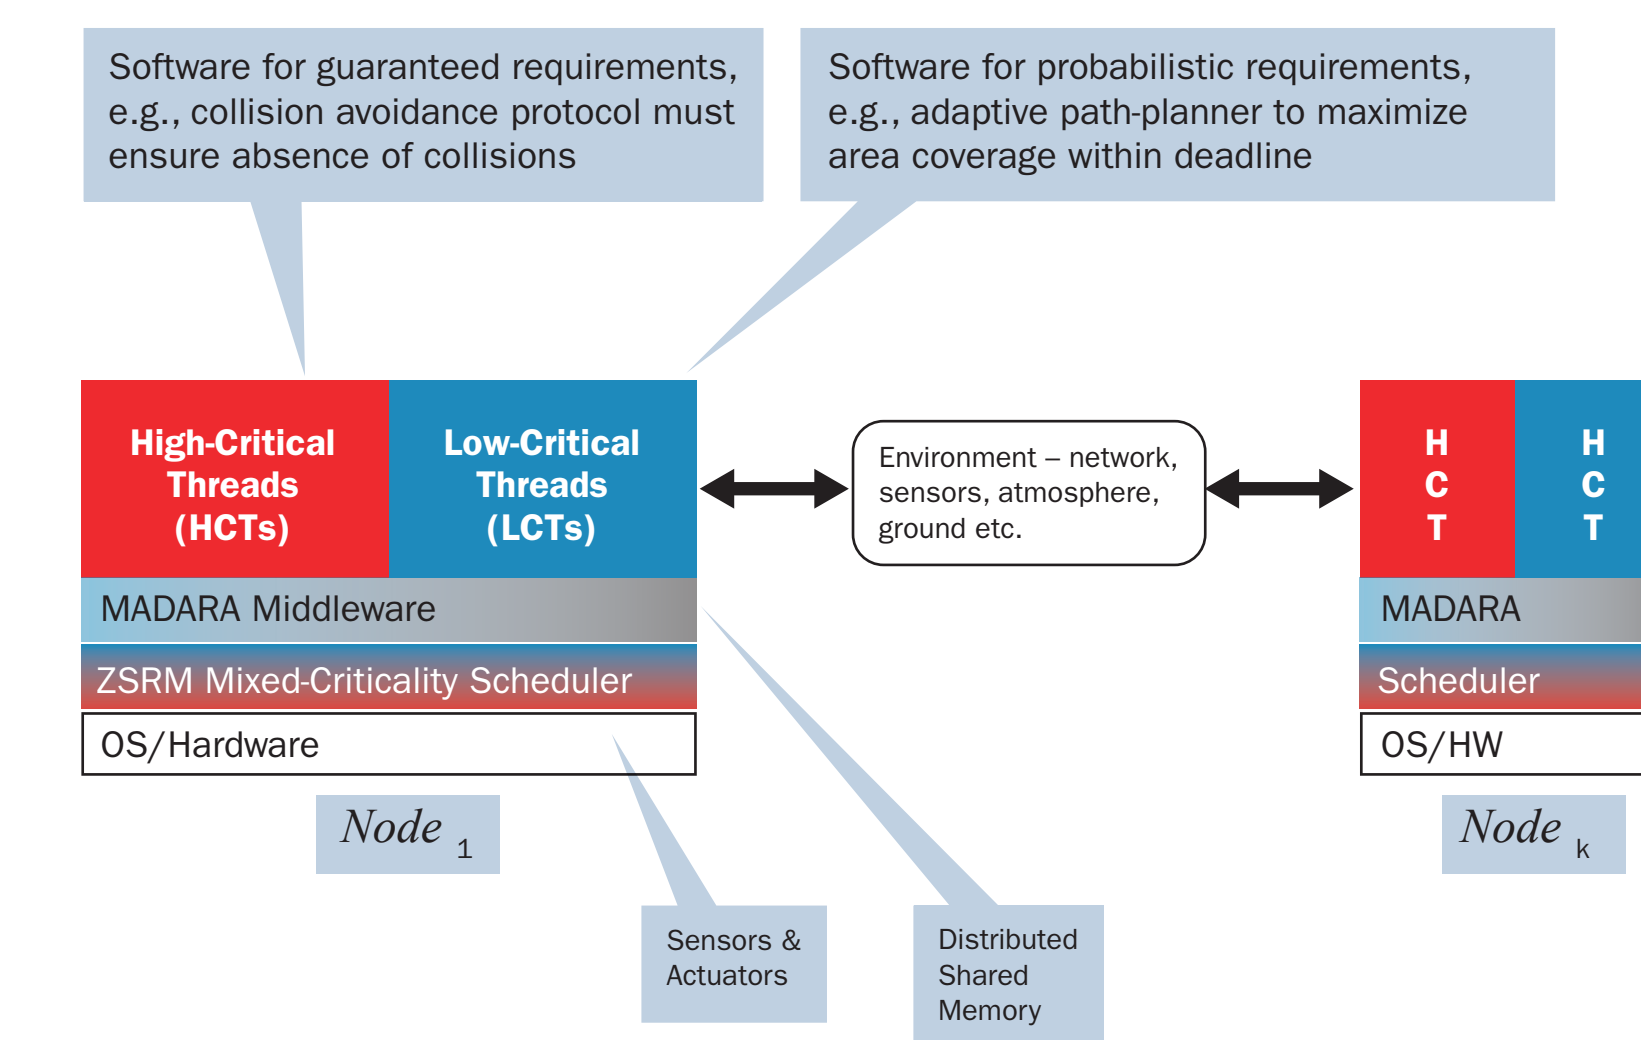 Software for guaranteed requirements,
e.g., collision avoidance protocol must
ensure absence of collisions
Software for probabilistic requirements,
e.g., adaptive path-planner to maximize
area coverage within deadline
High-Critical
Threads
(HCTs)
Low-Critical
Threads
(LCTs)
Environment – network,
sensors, atmosphere,
ground etc.
H
C
T
H
C
T
MADARA Middleware
MADARA
ZSRM Mixed-Criticality Scheduler
Scheduler
OS/Hardware
OS/HW
Node 1
Node k
Sensors &
Actuators
Distributed
Shared
Memory